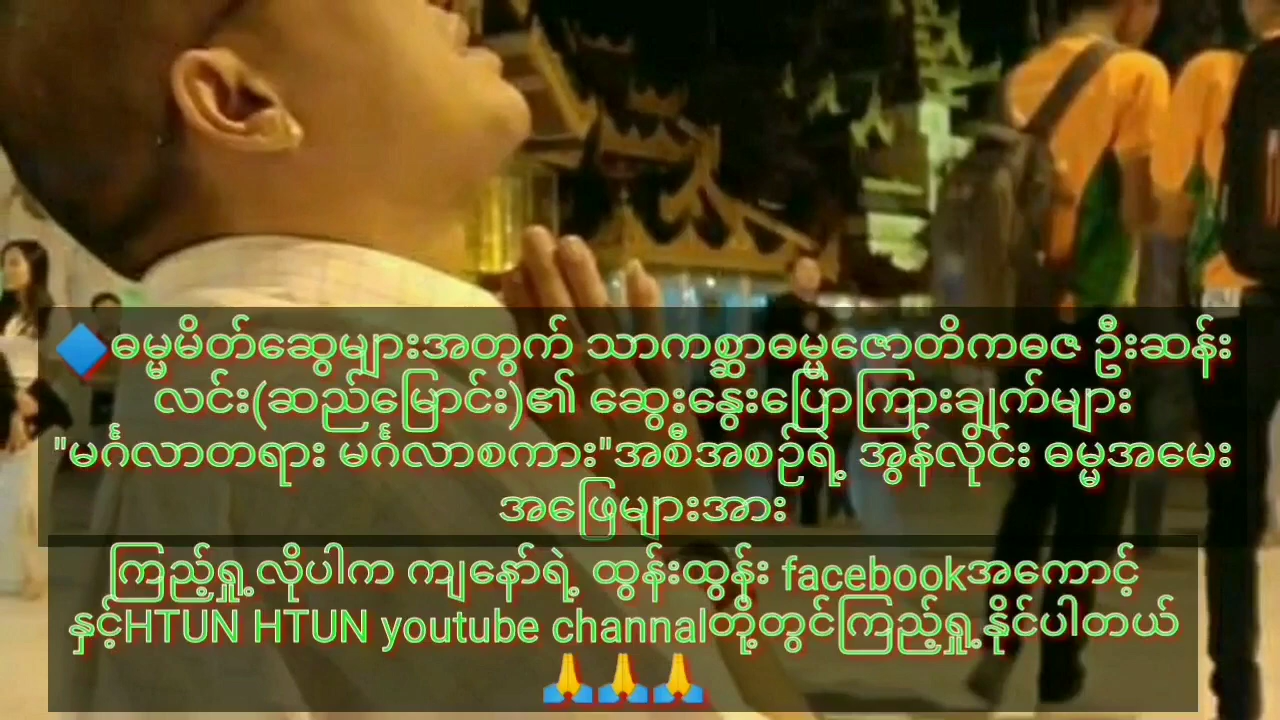 🔷ဓမ္မမိတ်ဆွေများအတွက် သာကစ္ဆာဓမ္မဇောတိကဓဇ ဦးဆန်း
လင်း(ဆည်မြောင်း)၏ ဆွေးနွေးပြောကြားချက်များ
"မင်္ဂလာတရား မင်္ဂလာစကား"အစီအစဉ်ရဲ့ အွန်လိုင်း ဓမ္မအမေး
အဖြေများအား
ကြည့်ရှု့လိုပါက ကျနော်ရဲ့ ထွန်းထွန်း facebookအကောင့်
နှင့်HTUN HTUN youtube channalတို့တွင်ကြည့်ရှု့နိုင်ပါတယ်
🙏🙏🙏